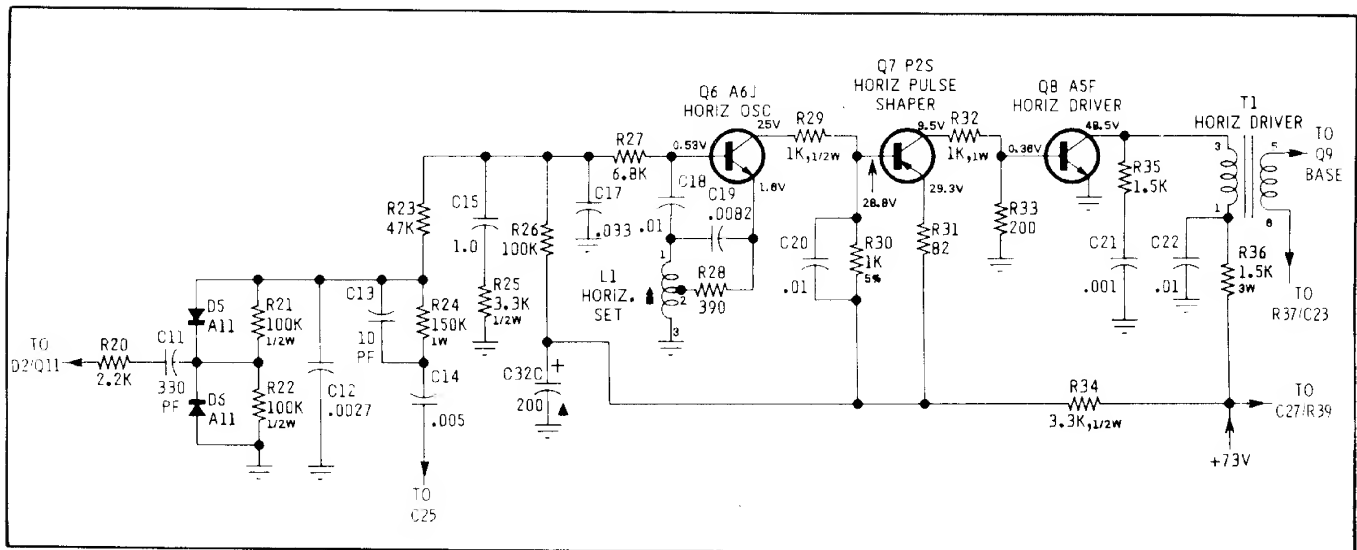 Q6 A6J
HORIZ OSC
Q7 P2S
HORIZ PULSE
SHAPER
Q8 A5F
HORIZ DRIVER
T1
HORIZ DRIVER
TO
Q9
BASE
25V
R29
1K, 1/2W
9.5V
R32
1K, 1W
48.5V
3
5
R27
6.8K
0.53V
1.8V
0.36V
R35
1.5K
C18
.01
C19
.0082
28.8V
29.3V
R33
200
1
6
R23
47K
C15
1.0
R26
100K
C17
.033
1
L1
HORIZ.
SET
2
3
R28
390
C20
.01
R30
1K
5%
R31
82
C21
.001
C22
.01
R36
1.5K
3W
TO
R37/C23
D5
A11
R21
100K
1/2W
C13
10
PF
R24
150K
1W
R25
3.3K
1/2W
TO
D2/Q11
R20
2.2K
C11
330
PF
D5
A11
R22
100K
1/2W
C12
.0027
C14
.005
C32C
200
+
R34
3.3K, 1/2W
TO
C27/R39
+73V
TO
C25